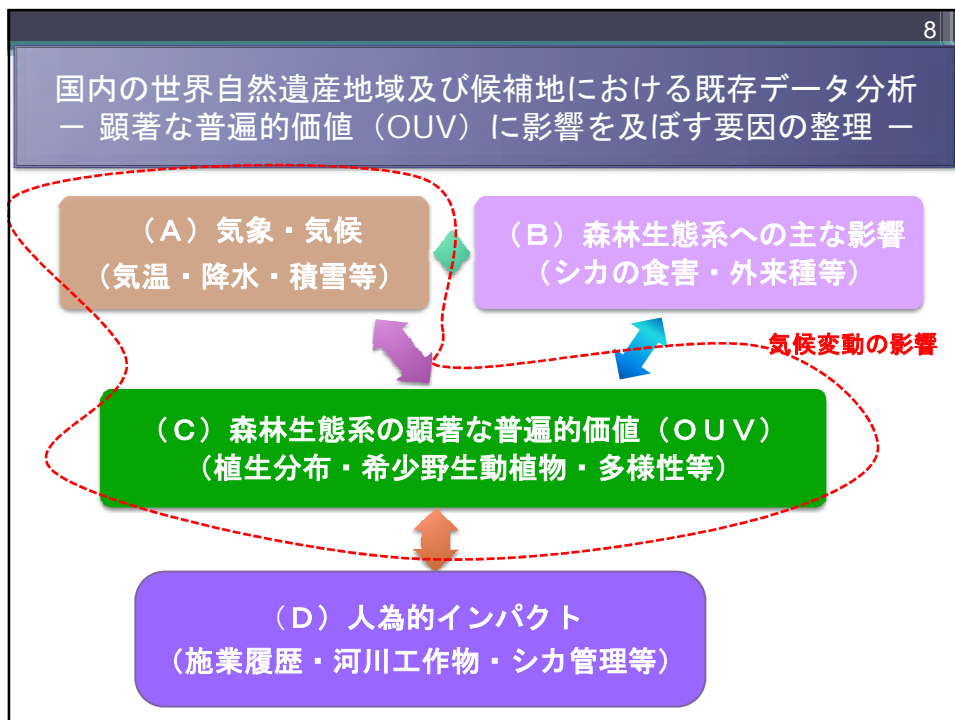 8
国内の世界自然遺産地域及び候補地における既存データ分析
－ 顕著な普遍的価値（OUV）に影響を及ぼす要因の整理 －
（Ａ）気象・気候
（気温・降水・積雪等）
（Ｂ）森林生態系への主な影響
（シカの食害・外来種等）
気候変動の影響
（Ｃ）森林生態系の顕著な普遍的価値（ＯＵＶ）
（植生分布・希少野生動植物・多様性等）
（Ｄ）人為的インパクト
（施業履歴・河川工作物・シカ管理等）